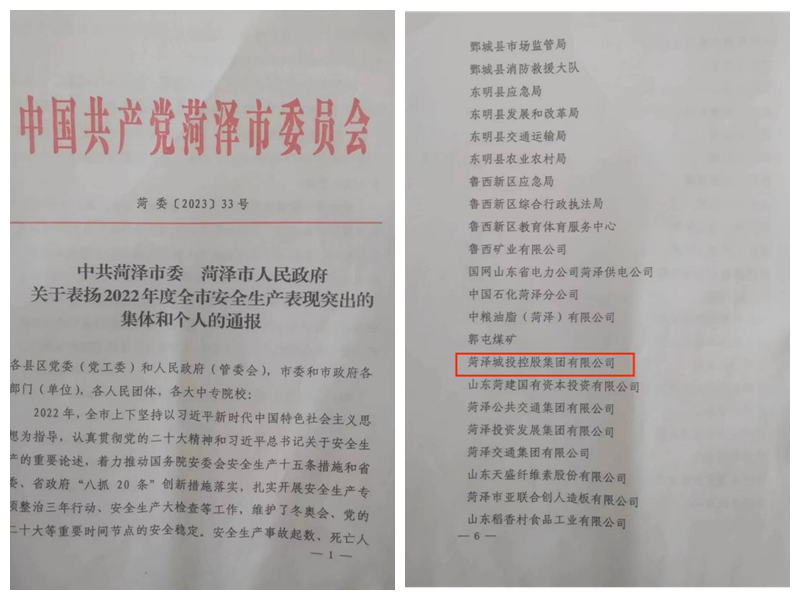 中国共产党菏泽市委员会
菏委〔2023〕33号
中共菏泽市委 菏泽市人民政府
关于表扬2022年度全市安全生产表现突出的
集体和个人的通报
各县区党委（党工委）和人民政府（管委会），市委和市政府各
部门（单位），各人民团体，各大中专院校：
2022年，全市上下坚持以习近平新时代中国特色社会主义思
想为指导，认真贯彻党的二十大精神和习近平总书记关于安全生
产的重要论述，着力推动国务院安委会安全生产十五条措施和省
委、省政府“八抓20条”创新措施落实，扎实开展安全生产专
项整治三年行动、安全生产大检查等工作，维护了冬奥会、党的
二十大等重要时间节点的安全稳定。安全生产事故起数、死亡人
— 1 —
鄄城县市场监管局
鄄城县消防救援大队
东明县应急局
东明县发展和改革局
东明县交通运输局
东明县农业农村局
鲁西新区应急局
鲁西新区综合行政执法局
鲁西新区教育体育服务中心
鲁西矿业有限公司
国网山东省电力公司菏泽供电公司
中国石化菏泽分公司
中粮油脂（菏泽）有限公司
郭屯煤矿
菏泽城投控股集团有限公司
山东菏建国有资本投资有限公司
菏泽公共交通集团有限公司
菏泽投资发展集团有限公司
菏泽交通集团有限公司
山东天盛纤维素股份有限公司
菏泽市亚联合创人造板有限公司
山东稻香村食品工业有限公司
— 6 —